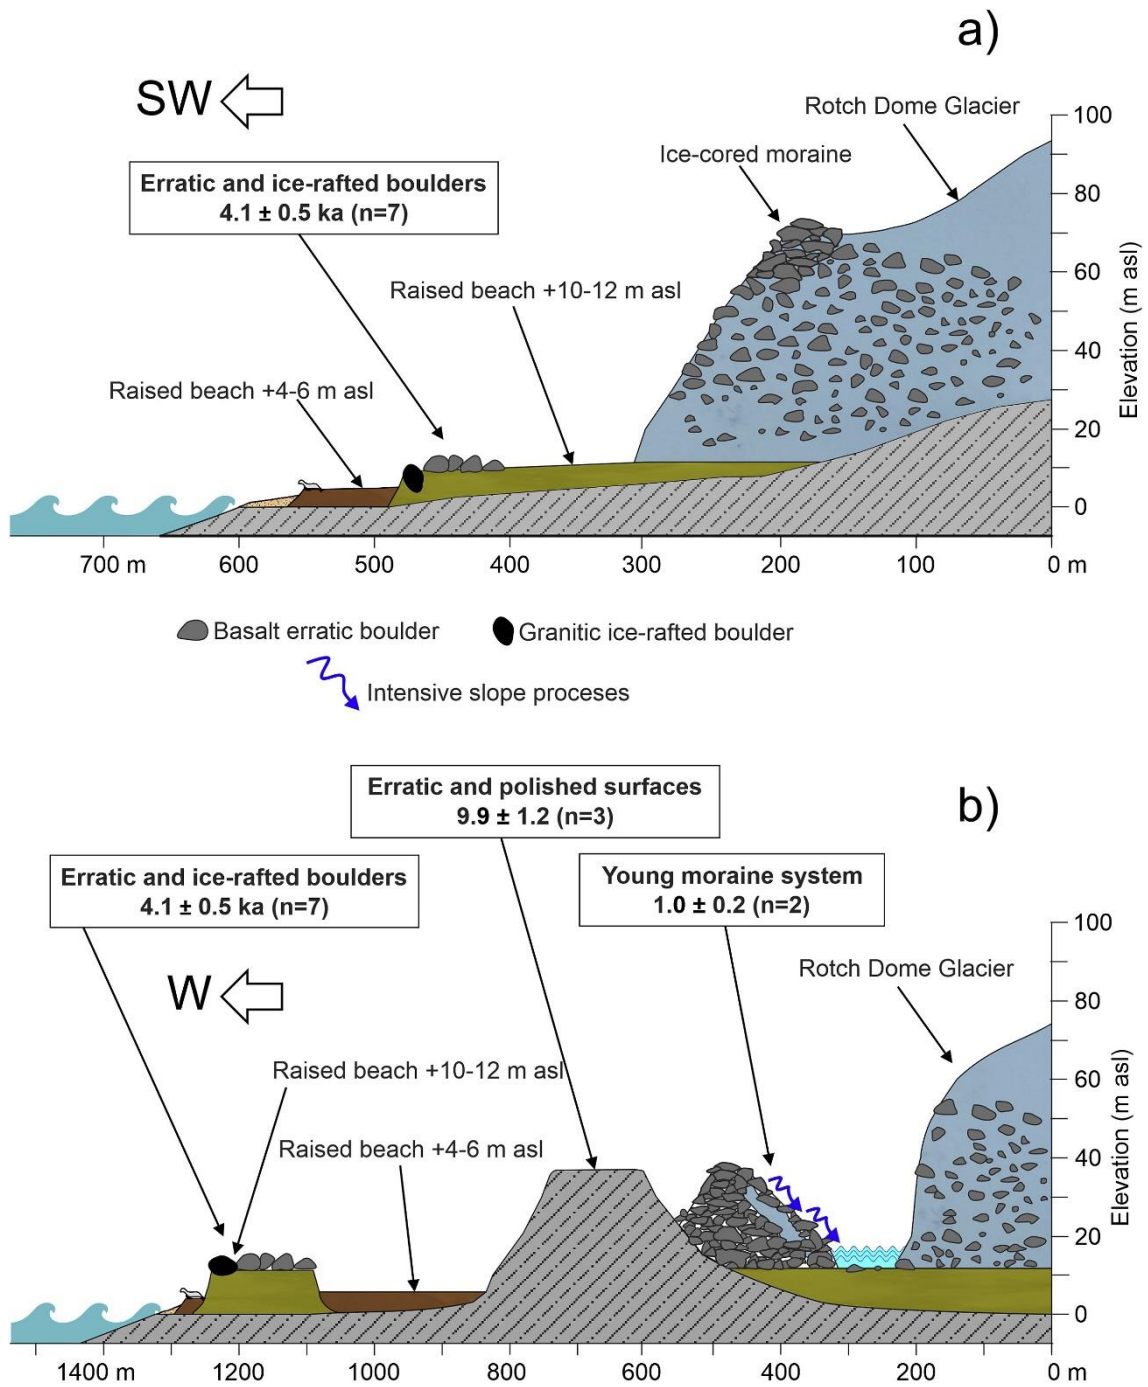 a)
SW
Rotch Dome Glacier
Ice-cored moraine
Erratic and ice-rafted boulders
4.1 ± 0.5 ka (n=7)
Raised beach +10-12 m asl
Raised beach +4-6 m asl
100
80
60
40
20
0
Elevation (m asl)
700 m
600
500
400
300
200
100
0 m
Basalt erratic boulder
Granitic ice-rafted boulder
Intensive slope proceses
b)
Erratic and polished surfaces
9.9 ± 1.2 (n=3)
Erratic and ice-rafted boulders
4.1 ± 0.5 ka (n=7)
Young moraine system
1.0 ± 0.2 (n=2)
W
Rotch Dome Glacier
Raised beach +10-12 m asl
Raised beach +4-6 m asl
100
80
60
40
20
0
Elevation (m asl)
1400 m
1200
1000
800
600
400
200
0 m